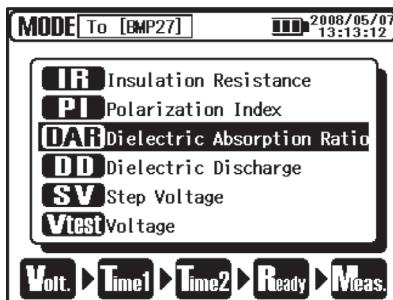 MODE To [BMP27] 2008/05/07
13:13:12
IR Insulation Resistance
PI Polarization Index
DAR Dielectric Absorption Ratio
DD Dielectric Discharge
SV Step Voltage
Vtest Voltage
Volt. Time1 Time2 Ready Meas.